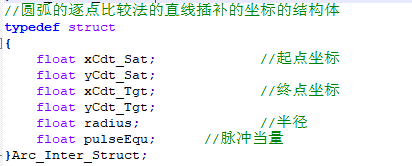 //圆弧的逐点比较法的直线插补的坐标的结构体
typedef struct
{
float xCdt_Sat; //起点坐标
float yCdt_Sat;
float xCdt_Tgt; //终点坐标
float yCdt_Tgt;
float radius; //半径
float pulseEqu; //脉冲当量
}Arc_Inter_Struct;